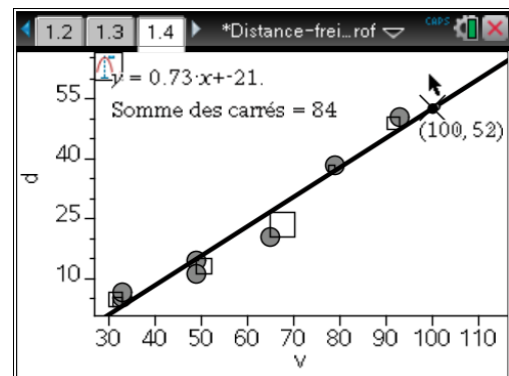 1.2 1.3 1.4 *Distance-frei...rof CAPS
y = 0.73·x+-21.
Somme des carrés = 84
55
40
25
10
d
(100, 52)
30 40 50 60 70 80 90 100 110
v